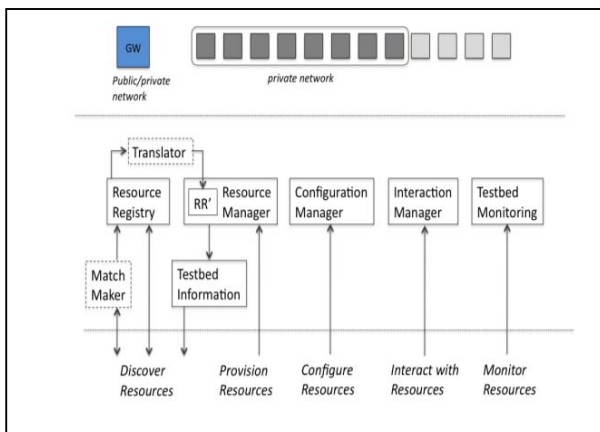 GW
Public/private
network
private network
Translator
Resource
Registry
RR'
Resource
Manager
Configuration
Manager
Interaction
Manager
Testbed
Monitoring
Match
Maker
Testbed
Information
Discover
Resources
Provision
Resources
Configure
Resources
Interact with
Resources
Monitor
Resources